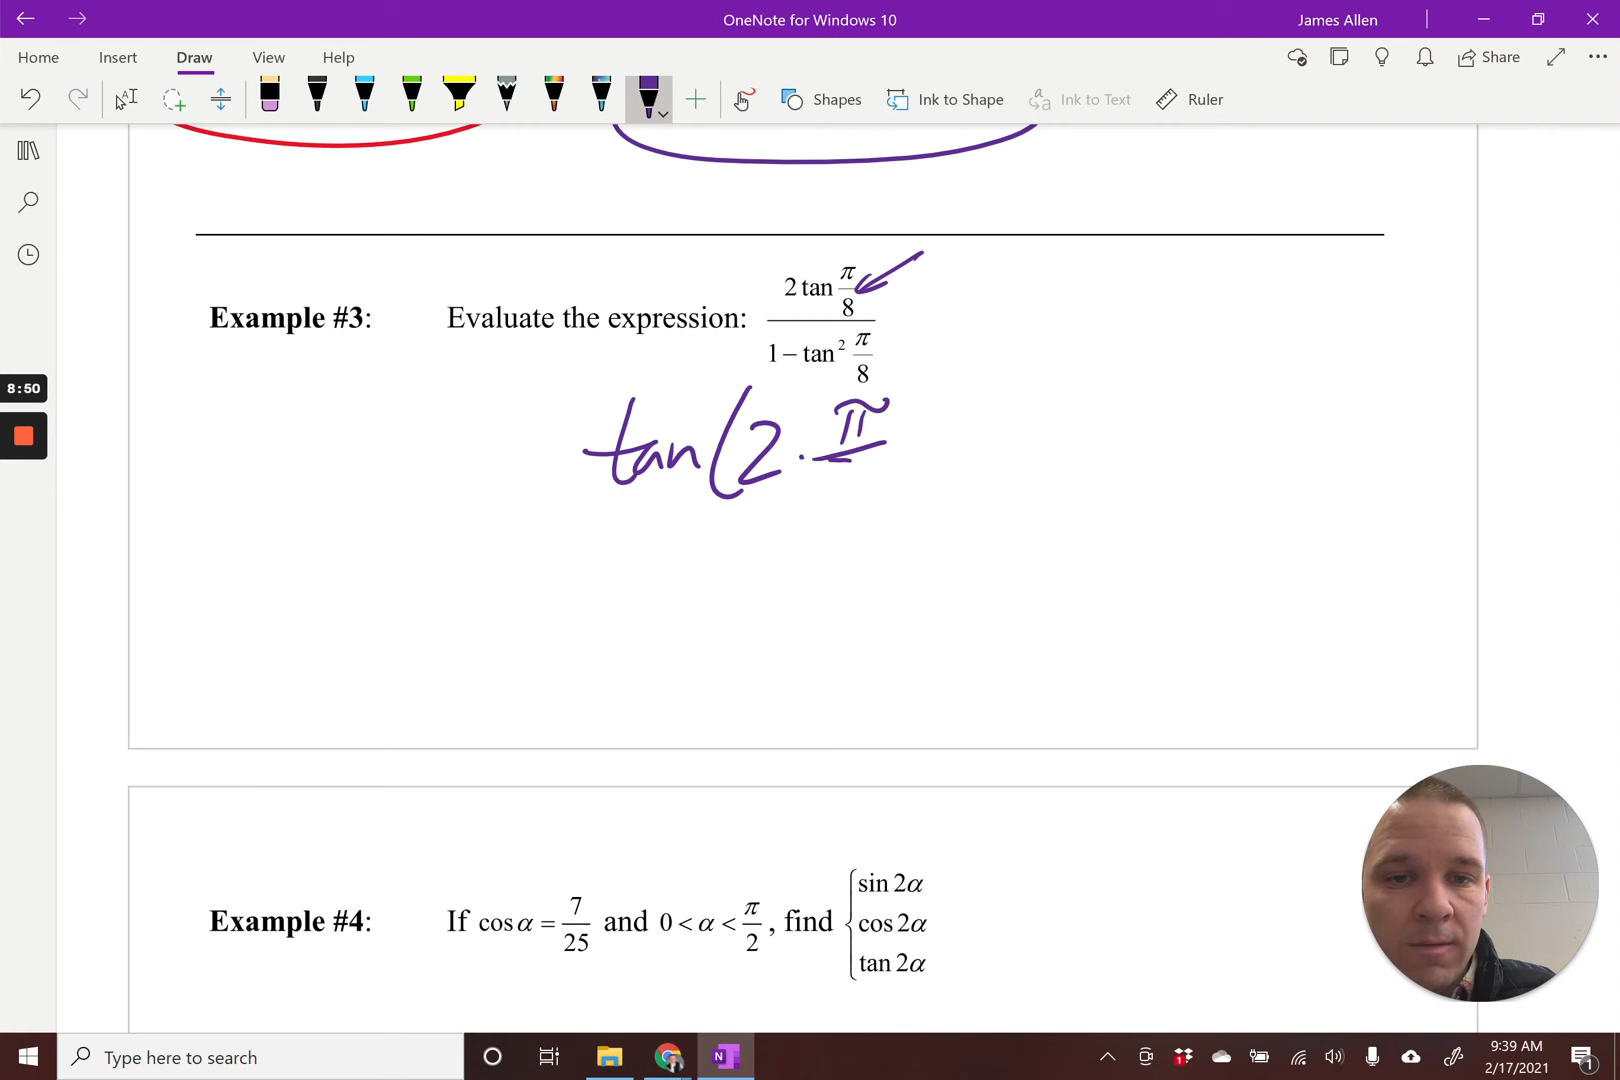 OneNote for Windows 10
James Allen
Home Insert Draw View Help
Share
Shapes Ink to Shape Ink to Text Ruler
Example #3: Evaluate the expression: 2 tan π/8 / 1 – tan² π/8
8:50
tan(2 · π
Example #4: If cos α = 7/25 and 0 < α < π/2, find { sin 2α
cos 2α
tan 2α
Type here to search
9:39 AM
2/17/2021
1
1